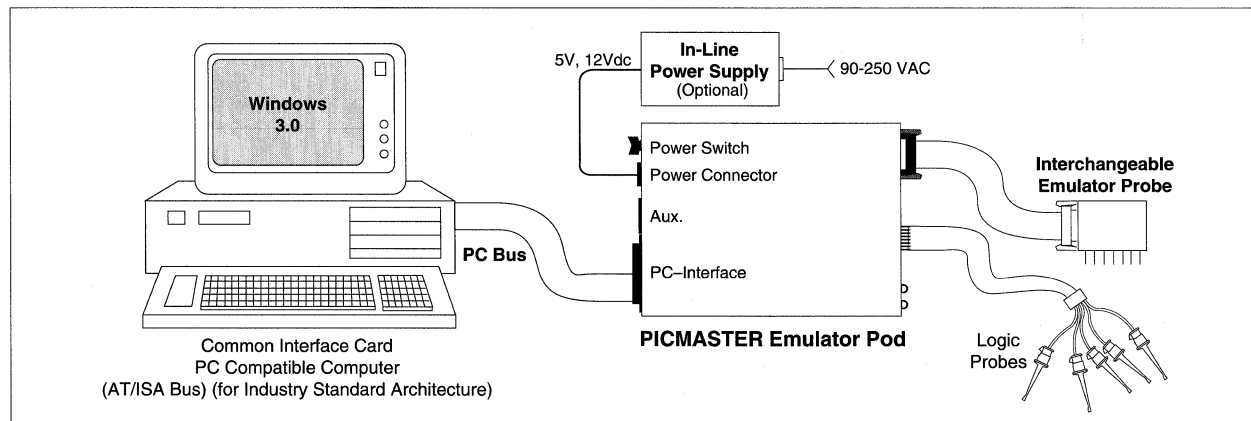 Windows
3.0
5V, 12Vdc
In-Line
Power Supply
(Optional)
90-250 VAC
Power Switch
Power Connector
Aux.
PC–Interface
PC Bus
PICMASTER Emulator Pod
Interchangeable
Emulator Probe
Logic
Probes
Common Interface Card
PC Compatible Computer
(AT/ISA Bus) (for Industry Standard Architecture)